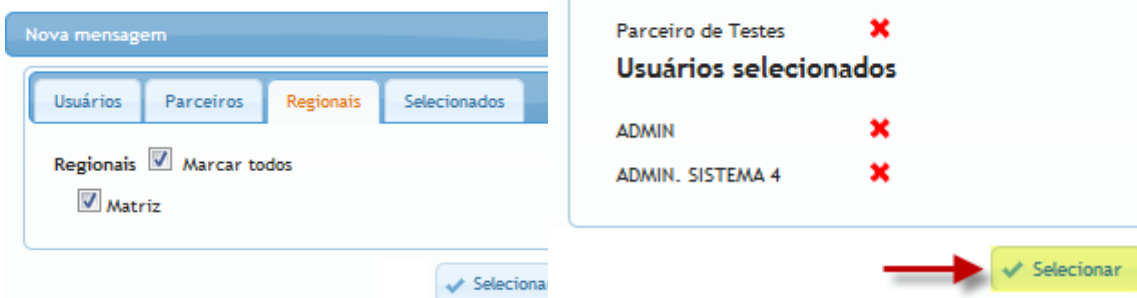 Nova mensagem
Usuários Parceiros Regionais Selecionados
Regionais Marcar todos
Matriz
Parceiro de Testes
Usuários selecionados
ADMIN
ADMIN. SISTEMA 4
Selecionar